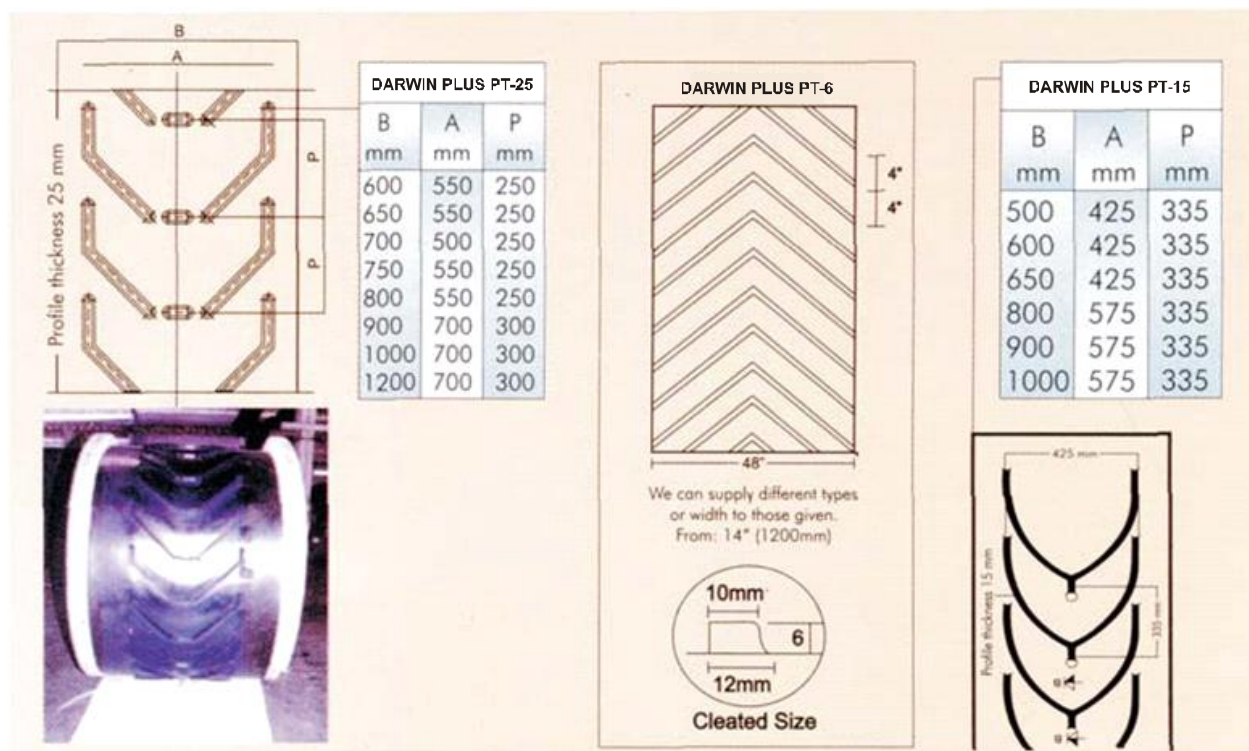 B
A
P
P
Profile thickness 25 mm
DARWIN PLUS PT-25
B A P
mm mm mm
600 550 250
650 550 250
700 500 250
750 550 250
800 550 250
900 700 300
1000 700 300
1200 700 300
DARWIN PLUS PT-6
4"
4"
48"
We can supply different types
or width to those given.
From: 14" (1200mm)
10mm
6
12mm
Cleated Size
DARWIN PLUS PT-15
B A P
mm mm mm
500 425 335
600 425 335
650 425 335
800 575 335
900 575 335
1000 575 335
425 mm
Profile thickness 15 mm
335 mm